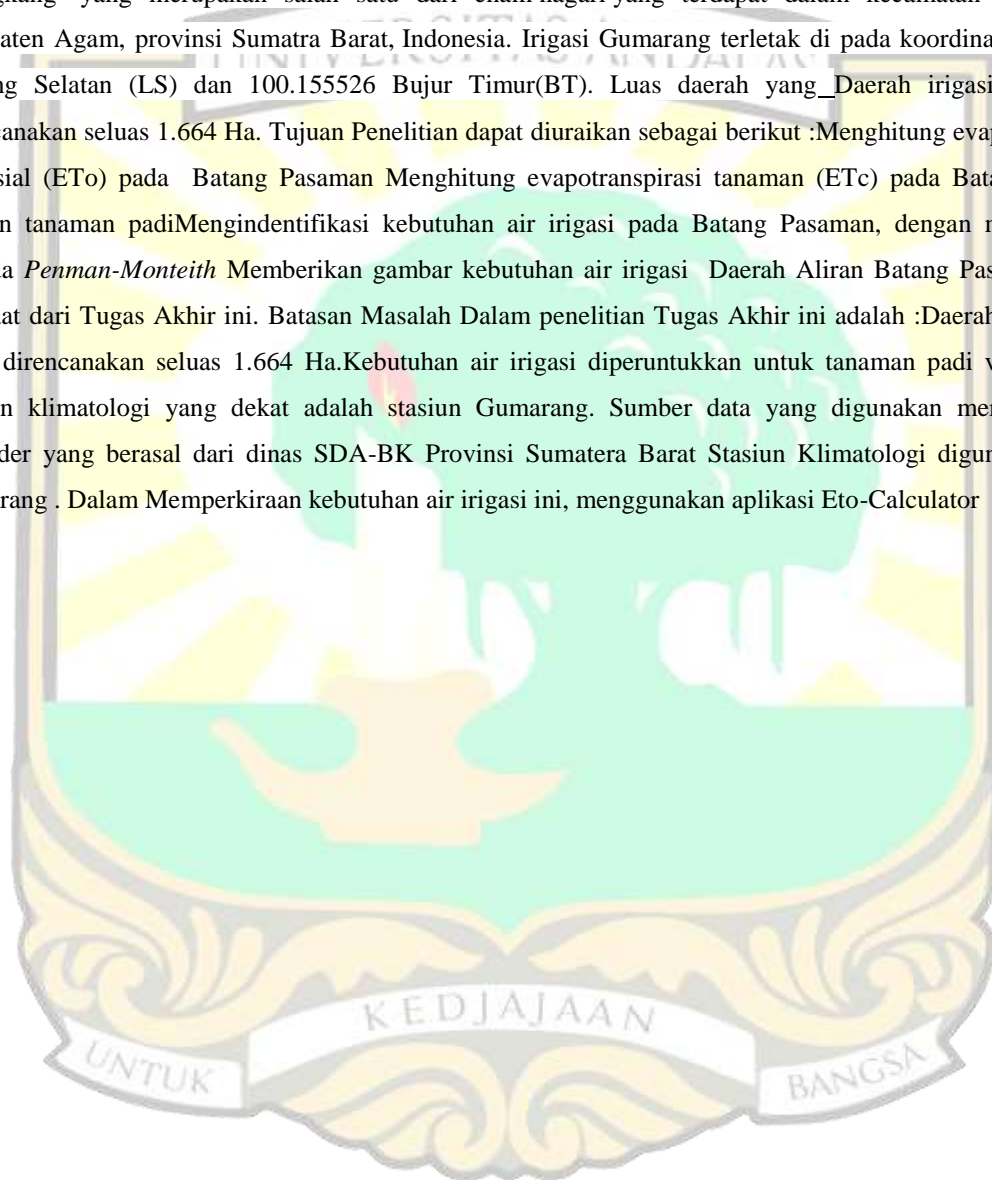 yang merupakan salah satu dari enam nagari yang terdapat dalam kecamatan
aten Agam, provinsi Sumatra Barat, Indonesia. Irigasi Gumarang terletak di pada koordina
ng Selatan (LS) dan 100.155526 Bujur Timur(BT). Luas daerah yang Daerah irigasi
canakan seluas 1.664 Ha. Tujuan Penelitian dapat diuraikan sebagai berikut :Menghitung evap
sial (ETo) pada Batang Pasaman Menghitung evapotranspirasi tanaman (ETc) pada Bata
n tanaman padiMengindentifikasi kebutuhan air irigasi pada Batang Pasaman, dengan
a Penman-Monteith Memberikan gambar kebutuhan air irigasi Daerah Aliran Batang Pas
at dari Tugas Akhir ini. Batasan Masalah Dalam penelitian Tugas Akhir ini adalah :Daerah
direncanakan seluas 1.664 Ha.Kebutuhan air irigasi diperuntukkan untuk tanaman padi
n klimatologi yang dekat adalah stasiun Gumarang. Sumber data yang digunakan mer
der yang berasal dari dinas SDA-BK Provinsi Sumatera Barat Stasiun Klimatologi digun
rang . Dalam Memperkiraan kebutuhan air irigasi ini, menggunakan aplikasi Eto-Calculator
UNTUK KEDJAJAAN BANGSA